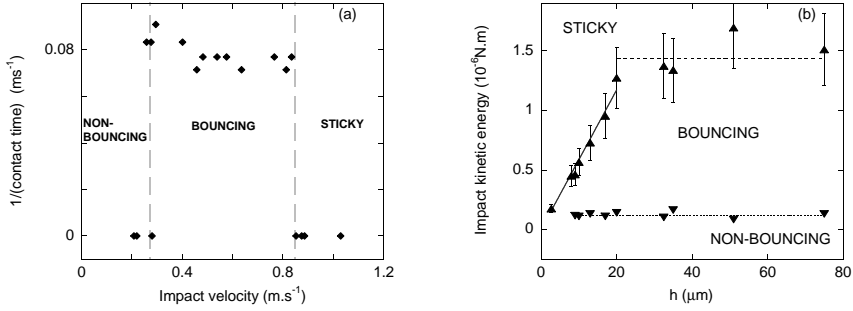 (a)
1/(contact time)  (ms⁻¹)
0.08
0
NON-
BOUNCING
BOUNCING
STICKY
0
0.4
0.8
1.2
Impact velocity (m.s⁻¹)
(b)
Impact kinetic energy (10⁻⁶N.m)
1.5
1
0.5
0
STICKY
BOUNCING
NON-BOUNCING
0
20
40
60
80
h (μm)